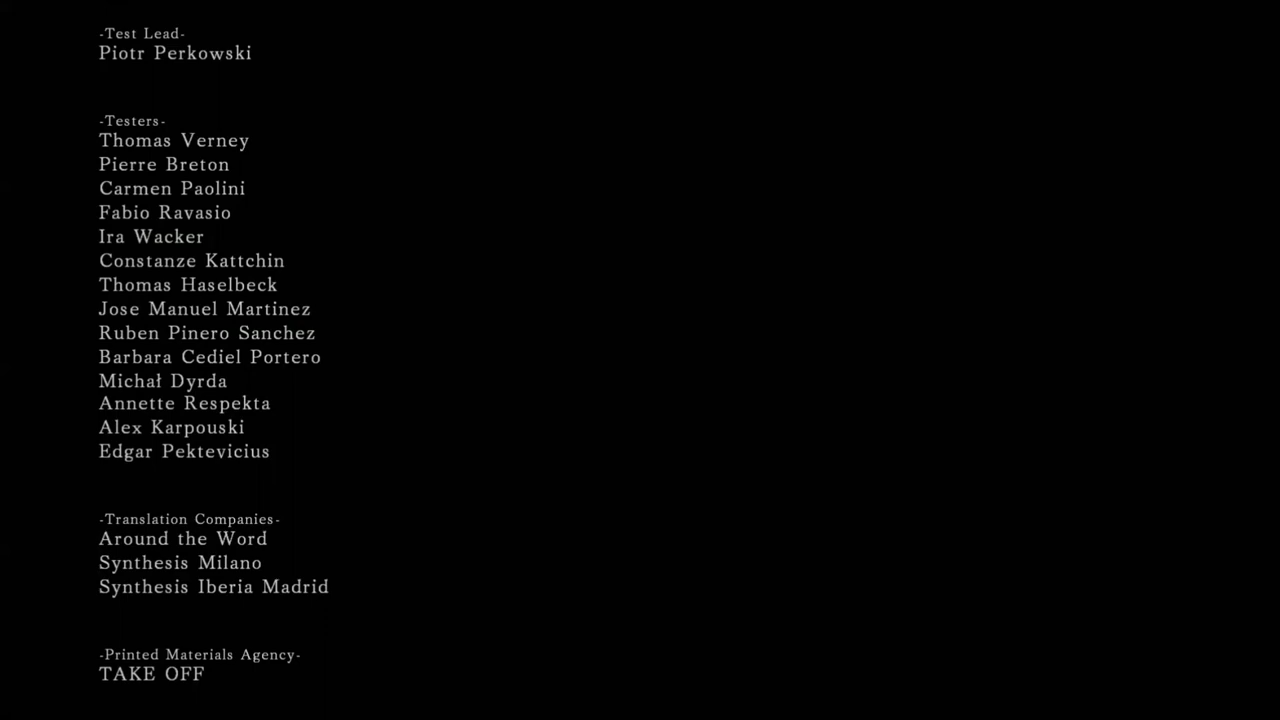 -Test Lead-
Piotr Perkowski
-Testers-
Thomas Verney
Pierre Breton
Carmen Paolini
Fabio Ravasio
Ira Wacker
Constanze Kattchin
Thomas Haselbeck
Jose Manuel Martinez
Ruben Pinero Sanchez
Barbara Cediel Portero
Michał Dyrda
Annette Respekta
Alex Karpouski
Edgar Pektevicius
-Translation Companies-
Around the Word
Synthesis Milano
Synthesis Iberia Madrid
-Printed Materials Agency-
TAKE OFF